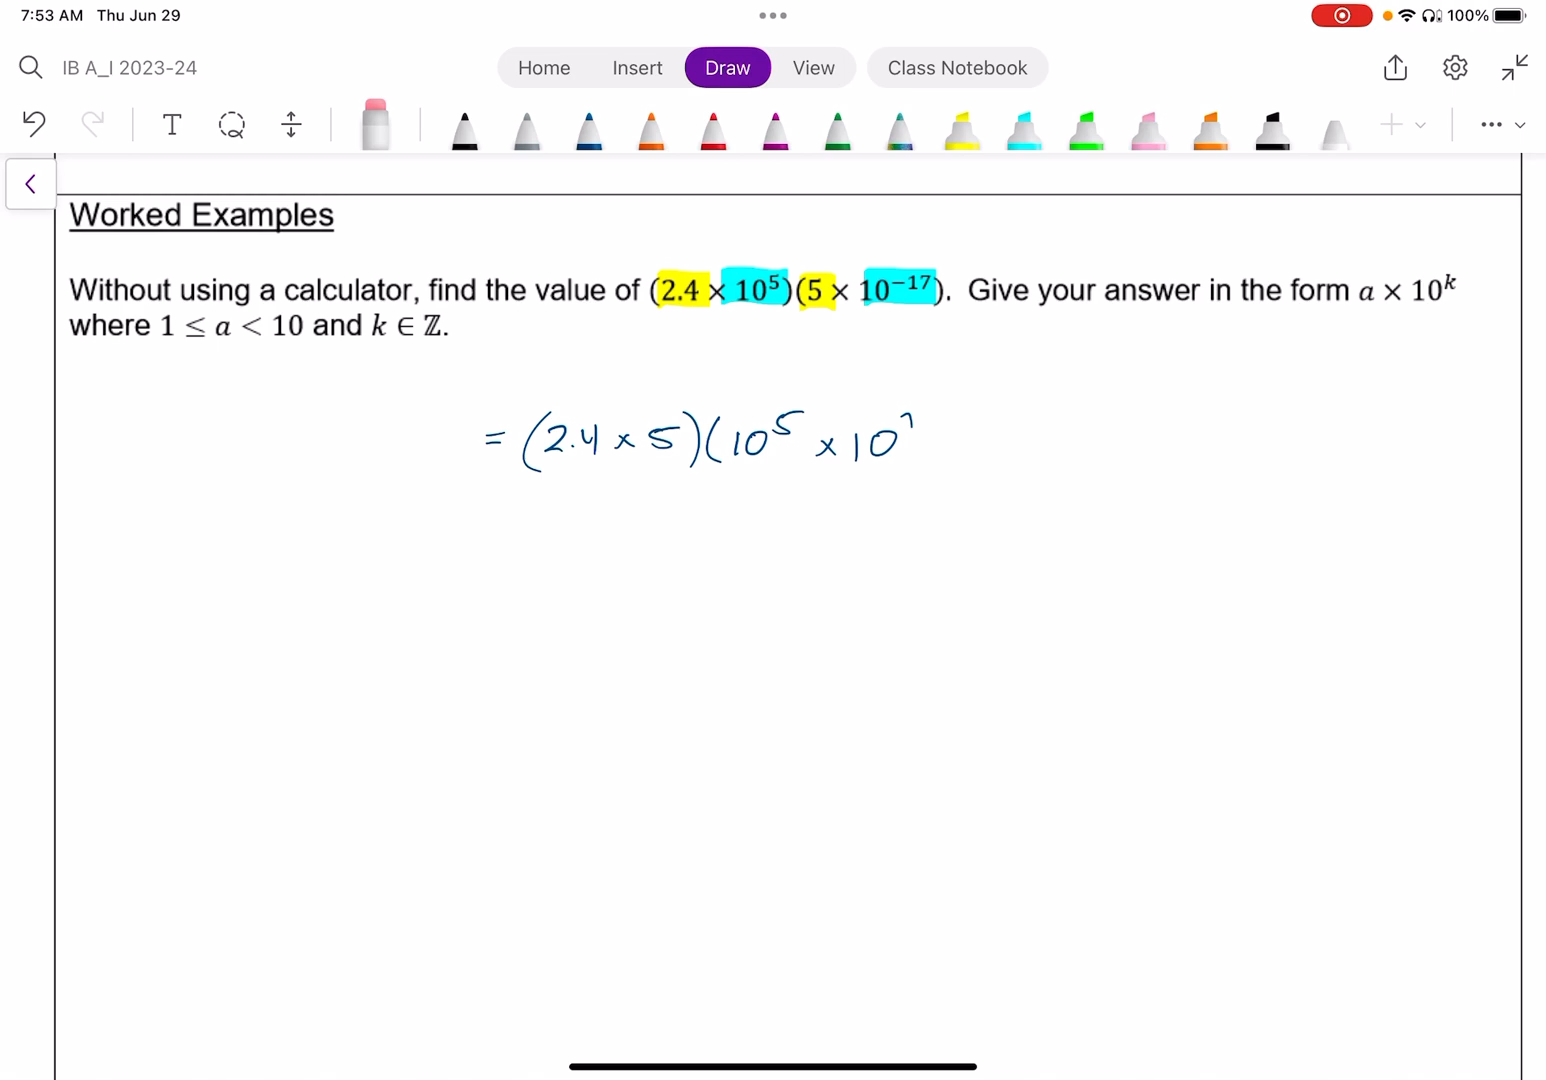 7:53 AM Thu Jun 29
100%
IB A_I 2023-24
Home Insert Draw View Class Notebook
T
Worked Examples
Without using a calculator, find the value of (2.4 × 10⁵)(5 × 10⁻¹⁷). Give your answer in the form a × 10ᵏ
where 1 ≤ a < 10 and k ∈ ℤ.
= (2.4 × 5)(10⁵ × 10